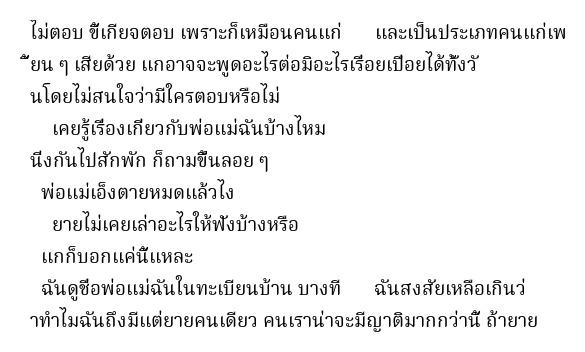 ไม่ตอบ ขี้เกียจตอบ เพราะก็เหมือนคนแก่ และเป็นประเภทคนแก่เพ
ี้ยน ๆ เสียด้วย แกอาจจะพูดอะไรต่อมิอะไรเรื่อยเปื่อยได้ทั้งวั
นโดยไม่สนใจว่ามีใครตอบหรือไม่
เคยรู้เรื่องเกี่ยวกับพ่อแม่ฉันบ้างไหม
นิ่งกันไปสักพัก ก็ถามขึ้นลอย ๆ
พ่อแม่เอ็งตายหมดแล้วไง
ยายไม่เคยเล่าอะไรให้ฟังบ้างหรือ
แกก็บอกแค่นี้แหละ
ฉันดูชื่อพ่อแม่ฉันในทะเบียนบ้าน บางที ฉันสงสัยเหลือเกินว่
าทำไมฉันถึงมีแต่ยายคนเดียว คนเราน่าจะมีญาติมากกว่านี้ ถ้ายาย